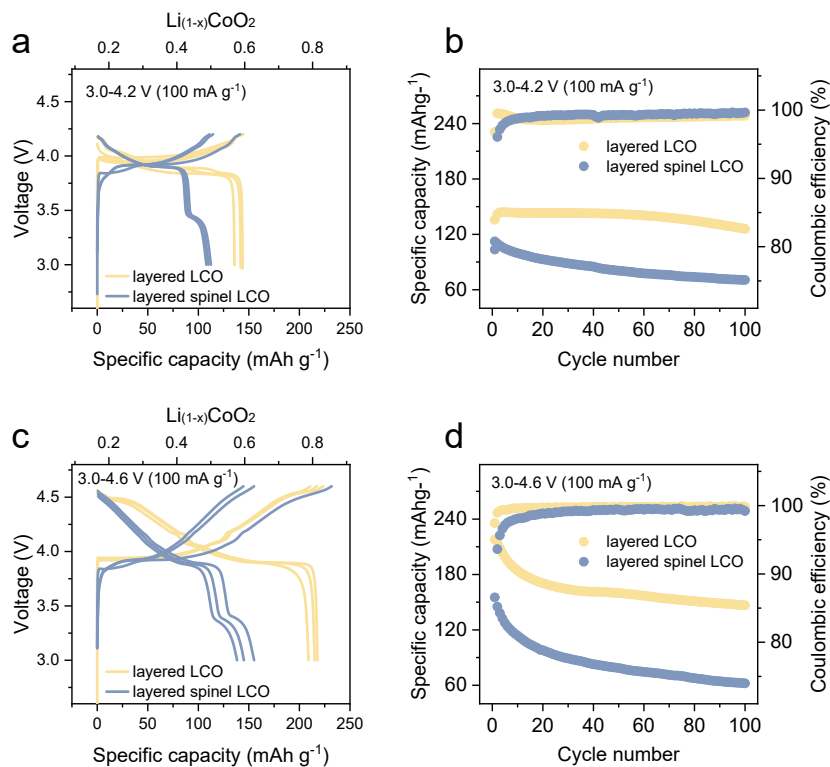 a
Li(1-x)CoO2
0.2 0.4 0.6 0.8
3.0-4.2 V (100 mA g-1)
4.5
4.0
3.5
3.0
Voltage (V)
layered LCO
layered spinel LCO
0 50 100 150 200 250
Specific capacity (mAh g-1)
b
3.0-4.2 V (100 mA g-1)
240
180
120
60
Specific capacity (mAhg-1)
layered LCO
layered spinel LCO
100
95
90
85
80
75
Coulombic efficiency (%)
0 20 40 60 80 100
Cycle number
c
Li(1-x)CoO2
0.2 0.4 0.6 0.8
3.0-4.6 V (100 mA g-1)
4.5
4.0
3.5
3.0
Voltage (V)
layered LCO
layered spinel LCO
0 50 100 150 200 250
Specific capacity (mAh g-1)
d
3.0-4.6 V (100 mA g-1)
240
180
120
60
Specific capacity (mAhg-1)
layered LCO
layered spinel LCO
100
95
90
85
80
75
Coulombic efficiency (%)
0 20 40 60 80 100
Cycle number